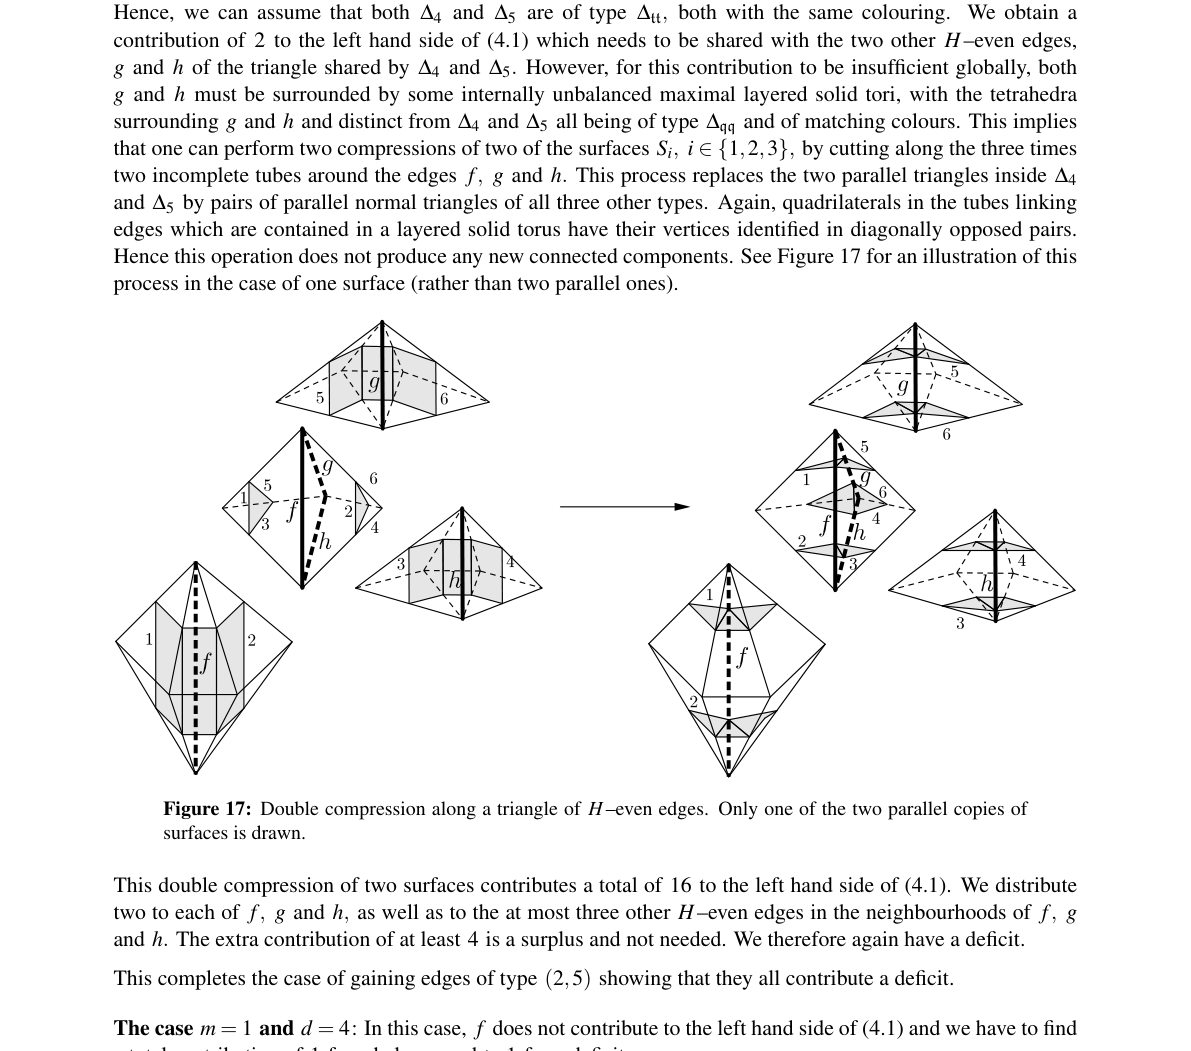 Hence, we can assume that both Δ4 and Δ5 are of type Δtt, both with the same colouring. We obtain a
contribution of 2 to the left hand side of (4.1) which needs to be shared with the two other H–even edges,
g and h of the triangle shared by Δ4 and Δ5. However, for this contribution to be insufficient globally, both
g and h must be surrounded by some internally unbalanced maximal layered solid tori, with the tetrahedra
surrounding g and h and distinct from Δ4 and Δ5 all being of type Δqq and of matching colours. This implies
that one can perform two compressions of two of the surfaces Si, i ∈ {1,2,3}, by cutting along the three times
two incomplete tubes around the edges f, g and h. This process replaces the two parallel triangles inside Δ4
and Δ5 by pairs of parallel normal triangles of all three other types. Again, quadrilaterals in the tubes linking
edges which are contained in a layered solid torus have their vertices identified in diagonally opposed pairs.
Hence this operation does not produce any new connected components. See Figure 17 for an illustration of this
process in the case of one surface (rather than two parallel ones).
5 g 6
g 5
6
1 5 3 f g h 2 6 4
1 5 g 6 4 f h 2 3
3 h 4
4 h 3
1 f 2
1 f 2
Figure 17: Double compression along a triangle of H–even edges. Only one of the two parallel copies of
surfaces is drawn.
This double compression of two surfaces contributes a total of 16 to the left hand side of (4.1). We distribute
two to each of f, g and h, as well as to the at most three other H–even edges in the neighbourhoods of f, g
and h. The extra contribution of at least 4 is a surplus and not needed. We therefore again have a deficit.
This completes the case of gaining edges of type (2,5) showing that they all contribute a deficit.
The case m = 1 and d = 4: In this case, f does not contribute to the left hand side of (4.1) and we have to find